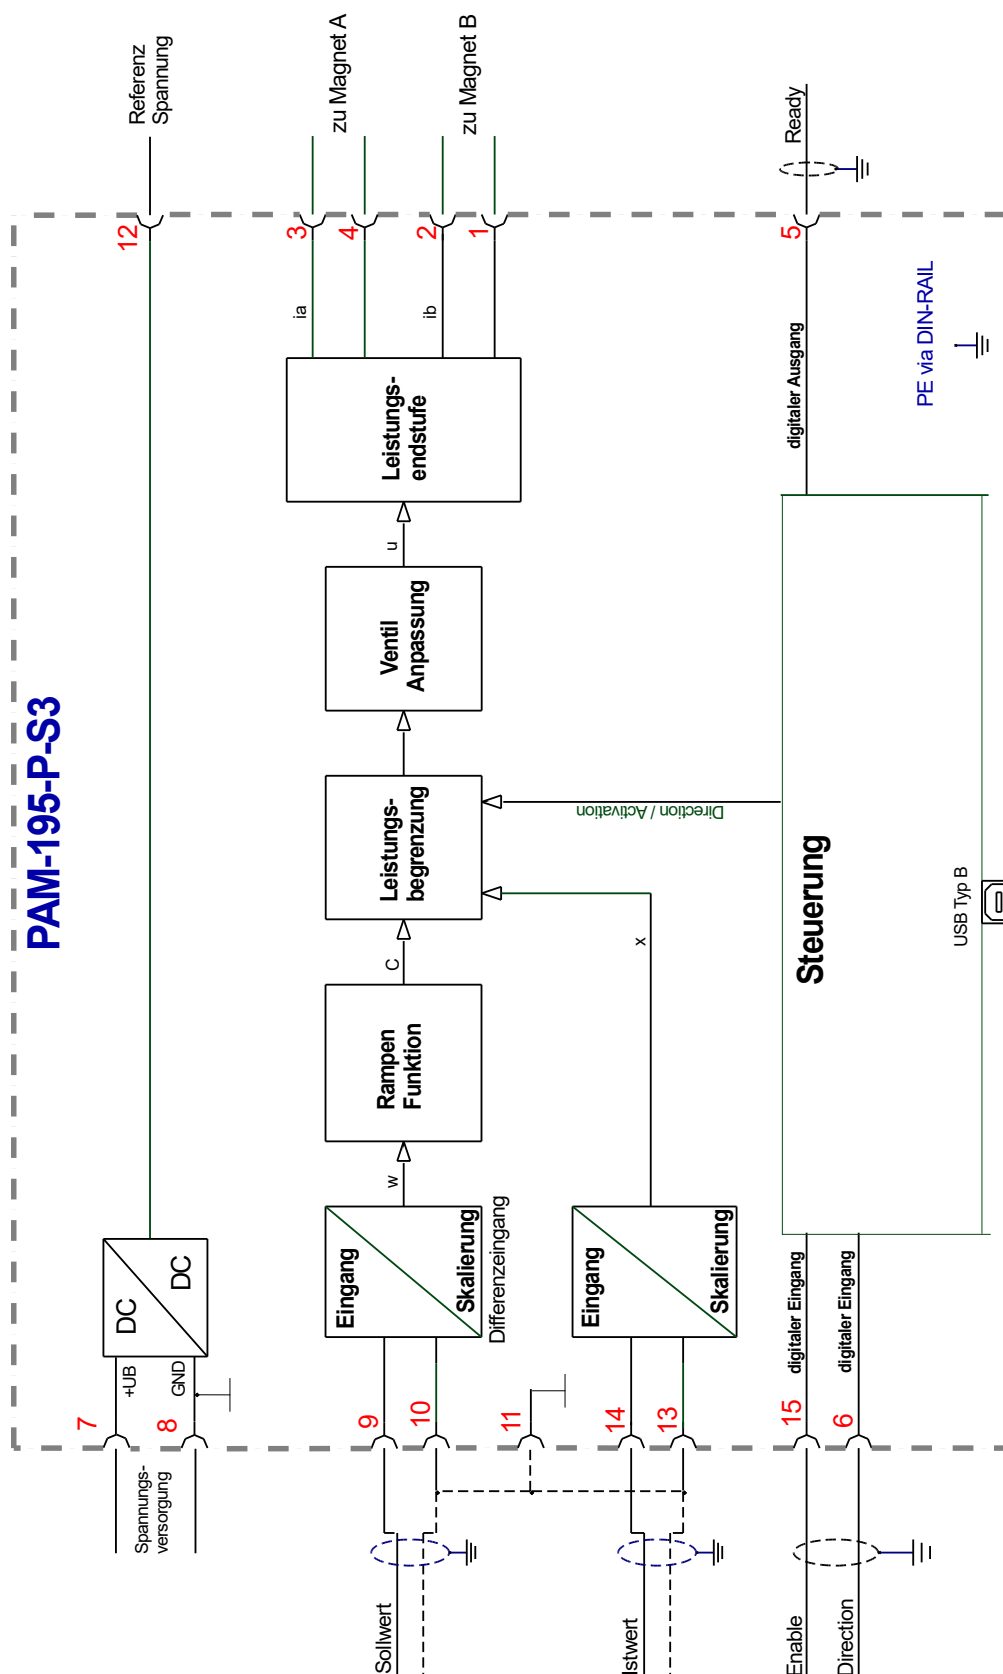 PAM-195-P-S3
Spannungs-
versorgung
7
8
+UB
GND
DC
DC
12
Referenz
Spannung
Sollwert
9
10
11
Eingang
Skalierung
Differenzeingang
w
Rampen
Funktion
C
Leistungs-
begrenzung
Ventil
Anpassung
u
Leistungs-
endstufe
ia
ib
3
4
2
1
zu Magnet A
zu Magnet B
Istwert
14
13
Eingang
Skalierung
x
Direction / Activation
Enable
Direction
15
6
digitaler Eingang
digitaler Eingang
Steuerung
USB Typ B
digitaler Ausgang
5
Ready
PE via DIN-RAIL